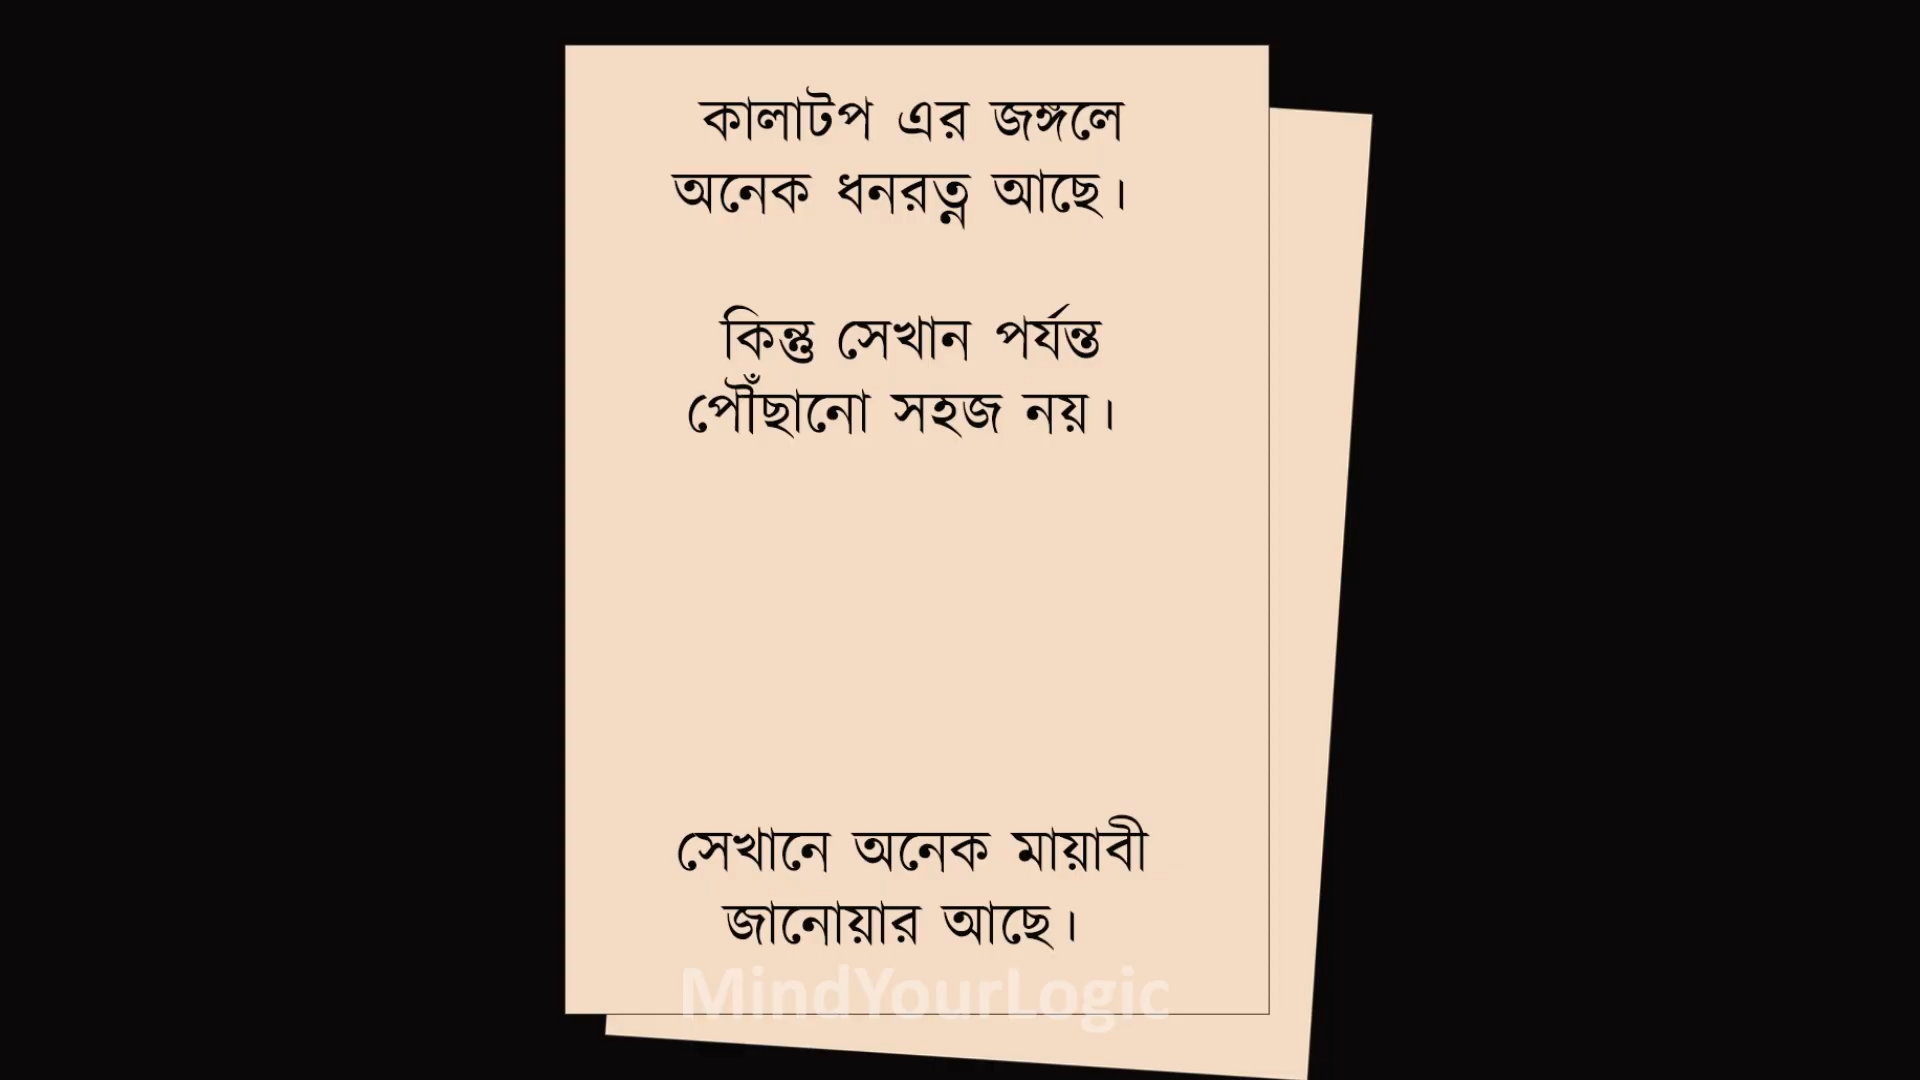 কালাটপ এর জঙ্গলে
অনেক ধনরত্ন আছে।
কিন্তু সেখান পর্যন্ত
পৌঁছানো সহজ নয়।
সেখানে অনেক মায়াবী
জানোয়ার আছে।
MindYourLogic